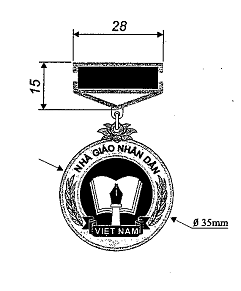 28
15
NHÀ GIÁO NHÂN DÂN
VIỆT NAM
Ø 35mm